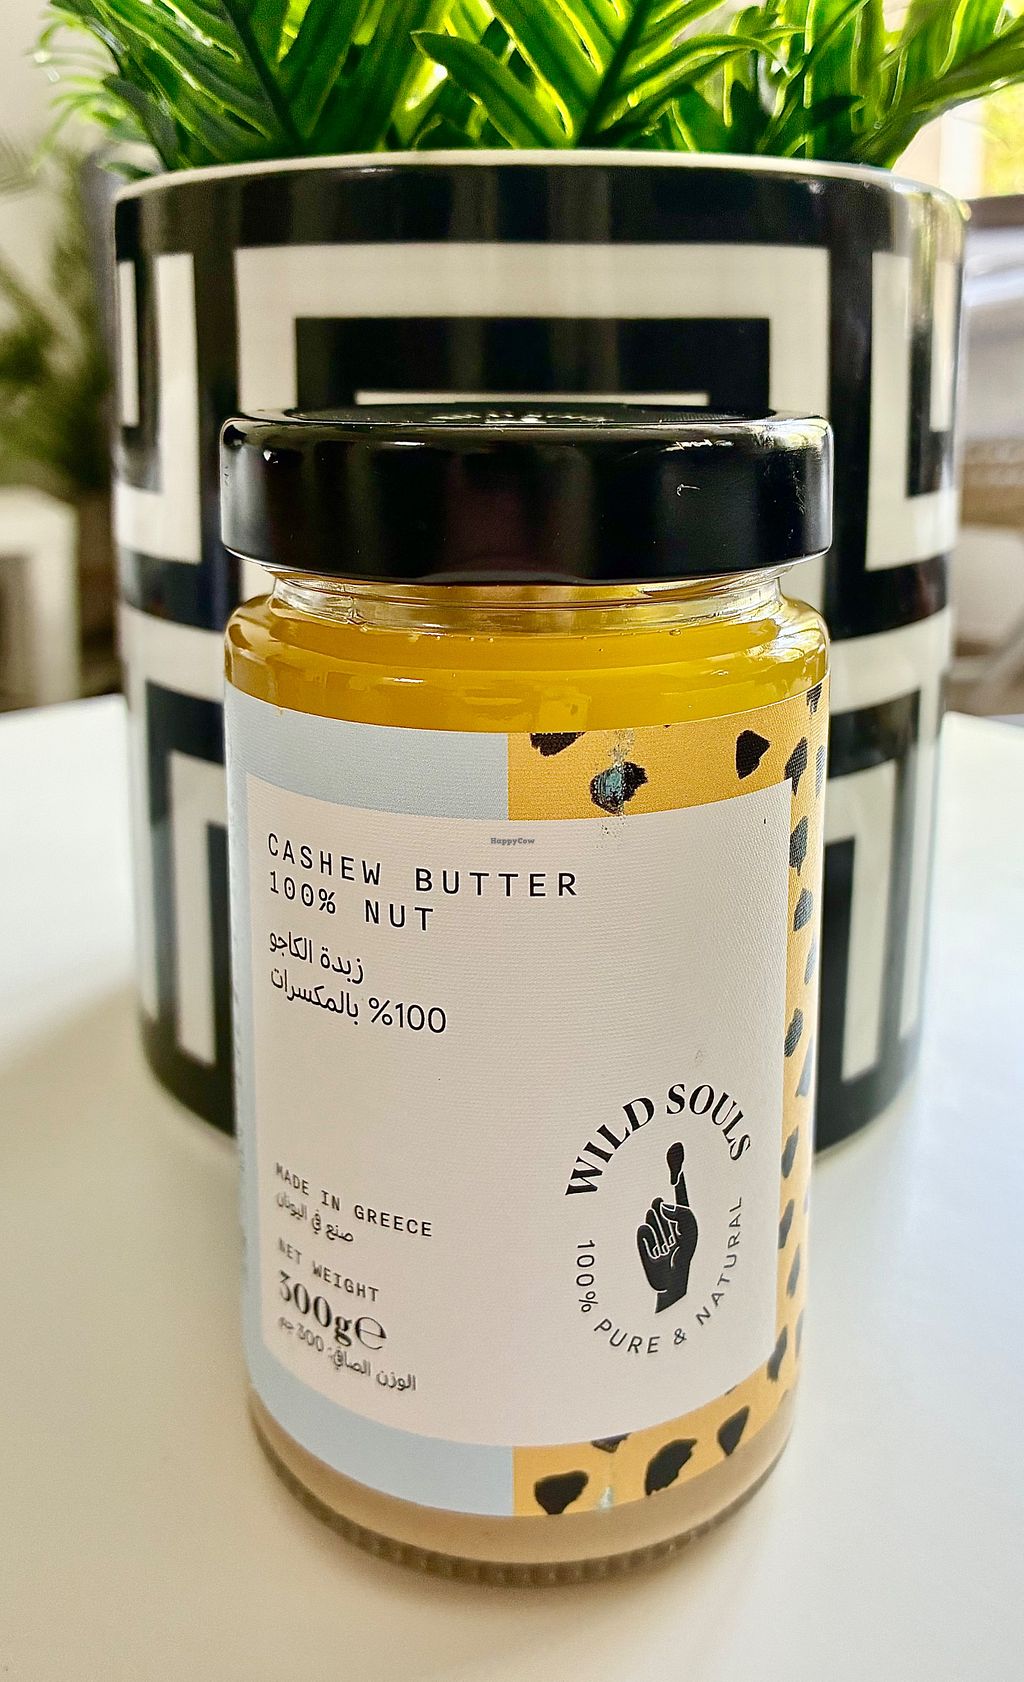 HappyCow
CASHEW BUTTER
100% NUT
زبدة الكاجو
100% بالمكسرات
WILD SOULS
100% PURE & NATURAL
MADE IN GREECE
صنع في اليونان
NET WEIGHT
300g℮
الوزن الصافي: 300 جم